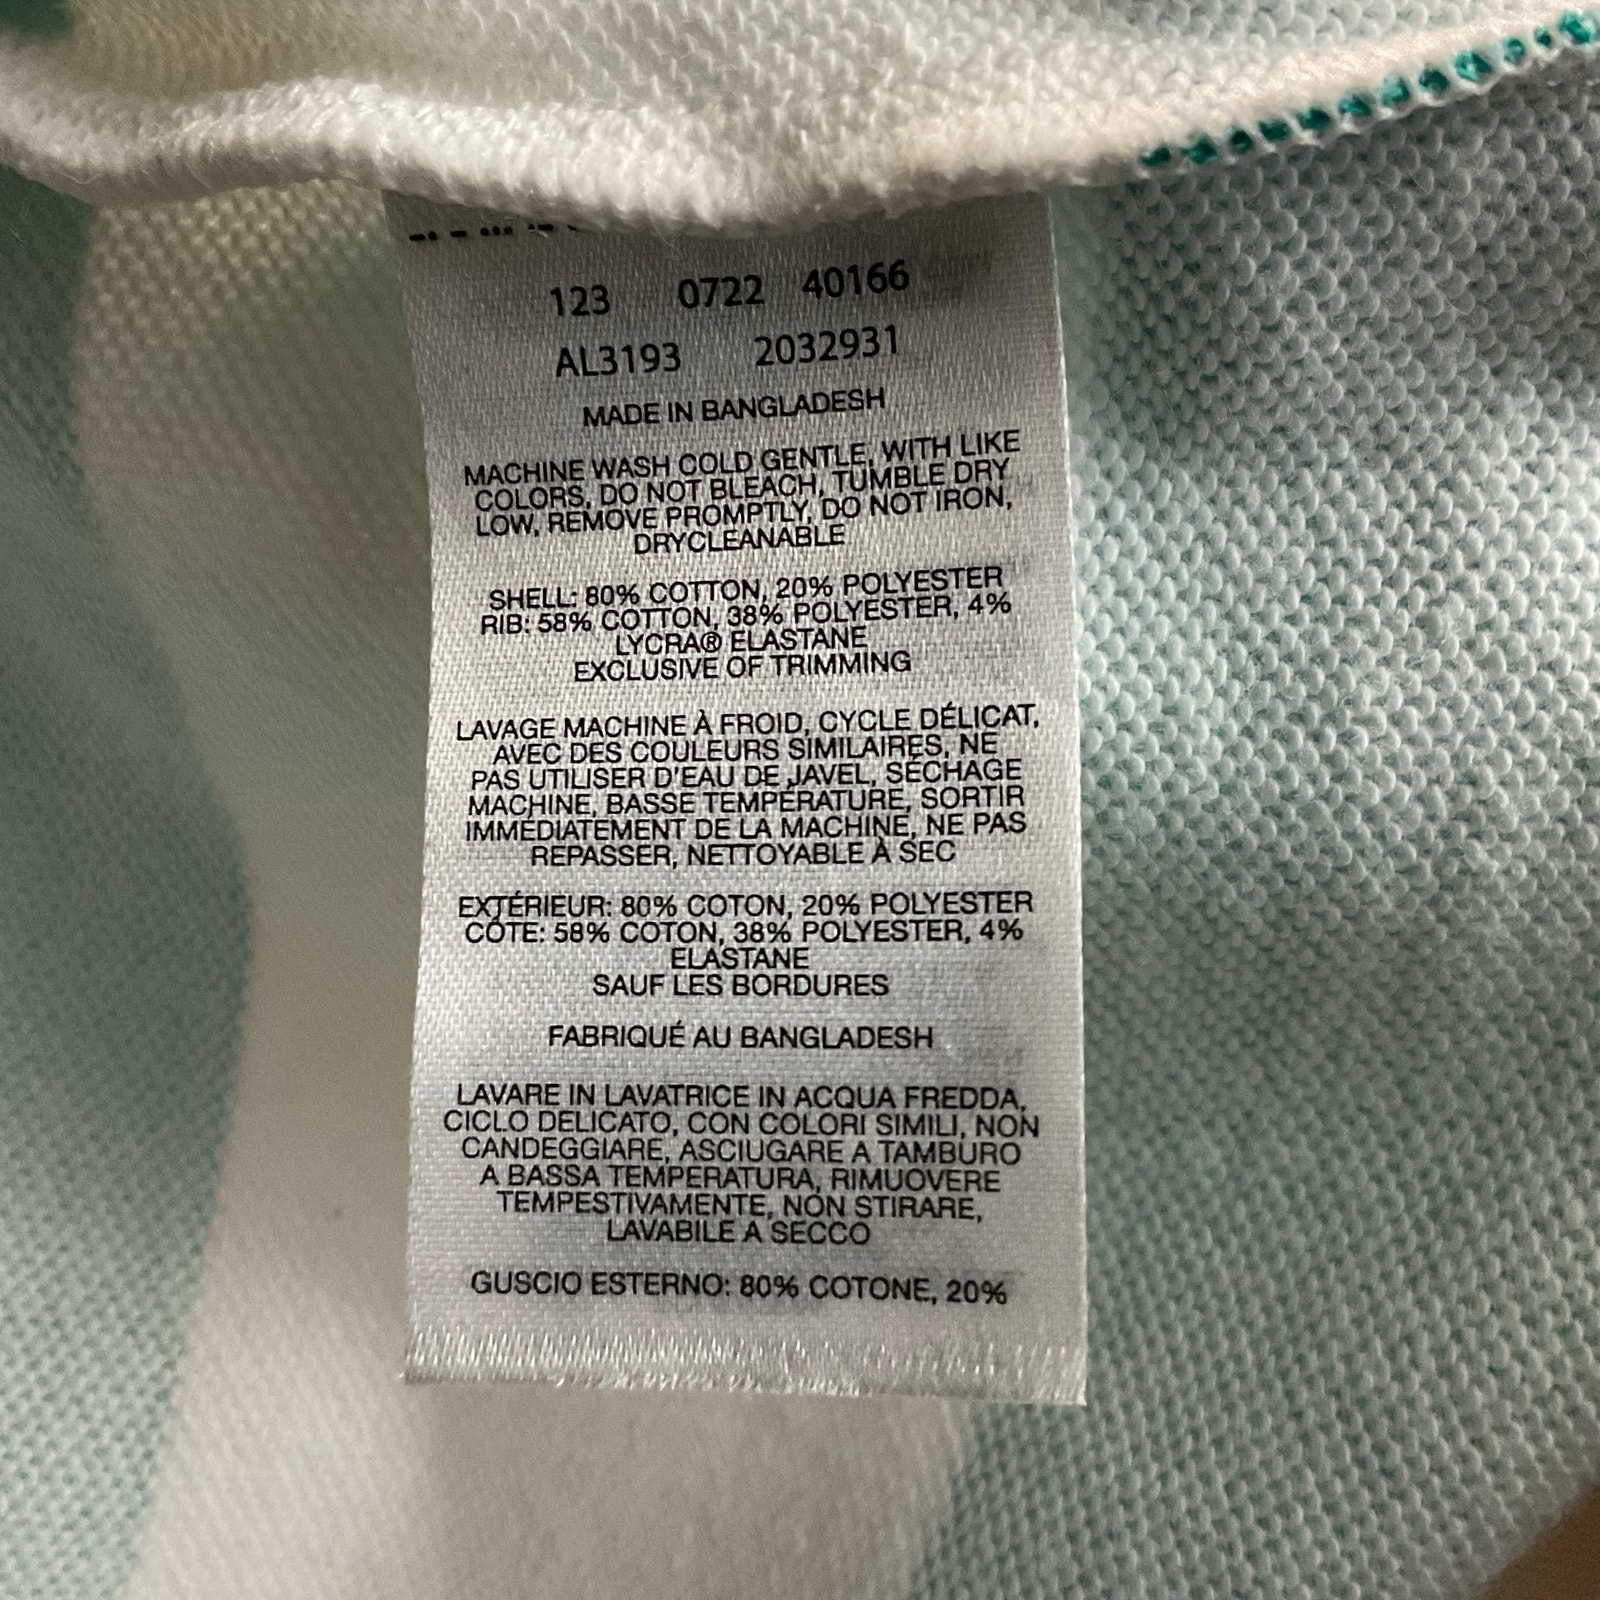 123 0722 40166
AL3193 2032931
MADE IN BANGLADESH
MACHINE WASH COLD GENTLE, WITH LIKE
COLORS, DO NOT BLEACH, TUMBLE DRY
LOW, REMOVE PROMPTLY, DO NOT IRON,
DRYCLEANABLE
SHELL: 80% COTTON, 20% POLYESTER
RIB: 58% COTTON, 38% POLYESTER, 4%
LYCRA® ELASTANE
EXCLUSIVE OF TRIMMING
LAVAGE MACHINE À FROID, CYCLE DÉLICAT,
AVEC DES COULEURS SIMILAIRES, NE
PAS UTILISER D'EAU DE JAVEL, SÉCHAGE
MACHINE, BASSE TEMPÉRATURE, SORTIR
IMMÉDIATEMENT DE LA MACHINE, NE PAS
REPASSER, NETTOYABLE À SEC
EXTÉRIEUR: 80% COTON, 20% POLYESTER
CÔTE: 58% COTON, 38% POLYESTER, 4%
ELASTANE
SAUF LES BORDURES
FABRIQUÉ AU BANGLADESH
LAVARE IN LAVATRICE IN ACQUA FREDDA,
CICLO DELICATO, CON COLORI SIMILI, NON
CANDEGGIARE, ASCIUGARE A TAMBURO
A BASSA TEMPERATURA, RIMUOVERE
TEMPESTIVAMENTE, NON STIRARE,
LAVABILE A SECCO
GUSCIO ESTERNO: 80% COTONE, 20%